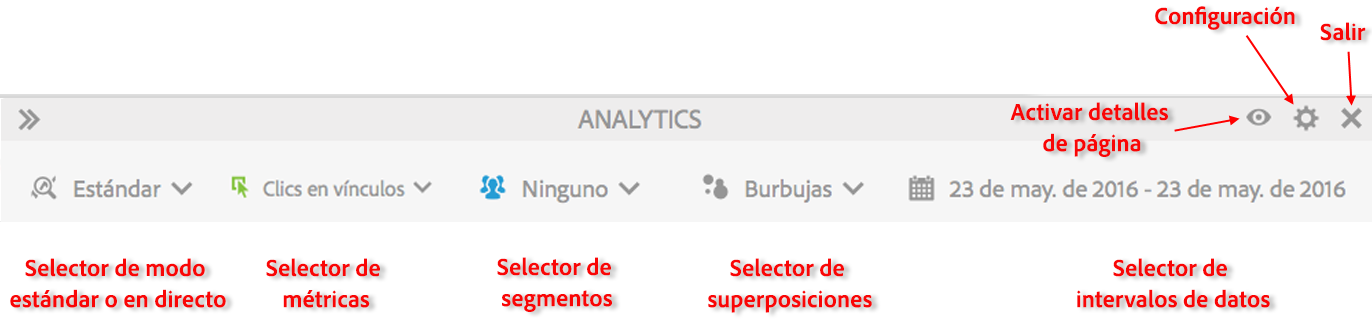 Configuración
Salir
ANALYTICS
Activar detalles
de página
Estándar
Clics en vínculos
Ninguno
Burbujas
23 de may. de 2016 - 23 de may. de 2016
Selector de modo
estándar o en directo
Selector de
métricas
Selector de
segmentos
Selector de
superposiciones
Selector de
intervalos de datos